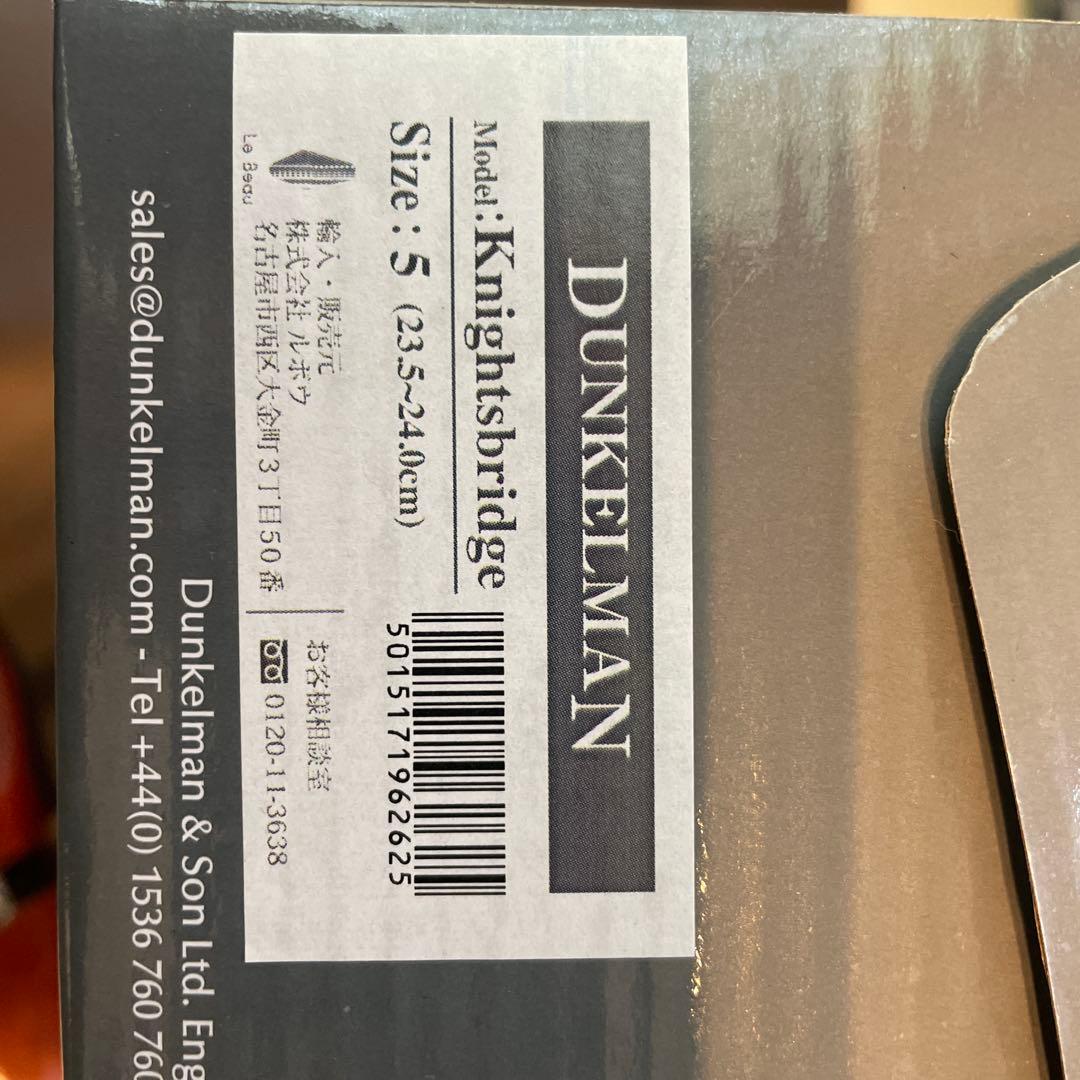 DUNKELMAN
Model:Knightsbridge
Size : 5 (23.5~24.0cm)
5015171962625
Le Beau
輸入・販売元
株式会社 ルボウ
名古屋市西区大金町3丁目50番
お客様相談室
0120-11-3638
Dunkelman & Son Ltd. Eng
sales@dunkelman.com - Tel +44(0) 1536 760 760